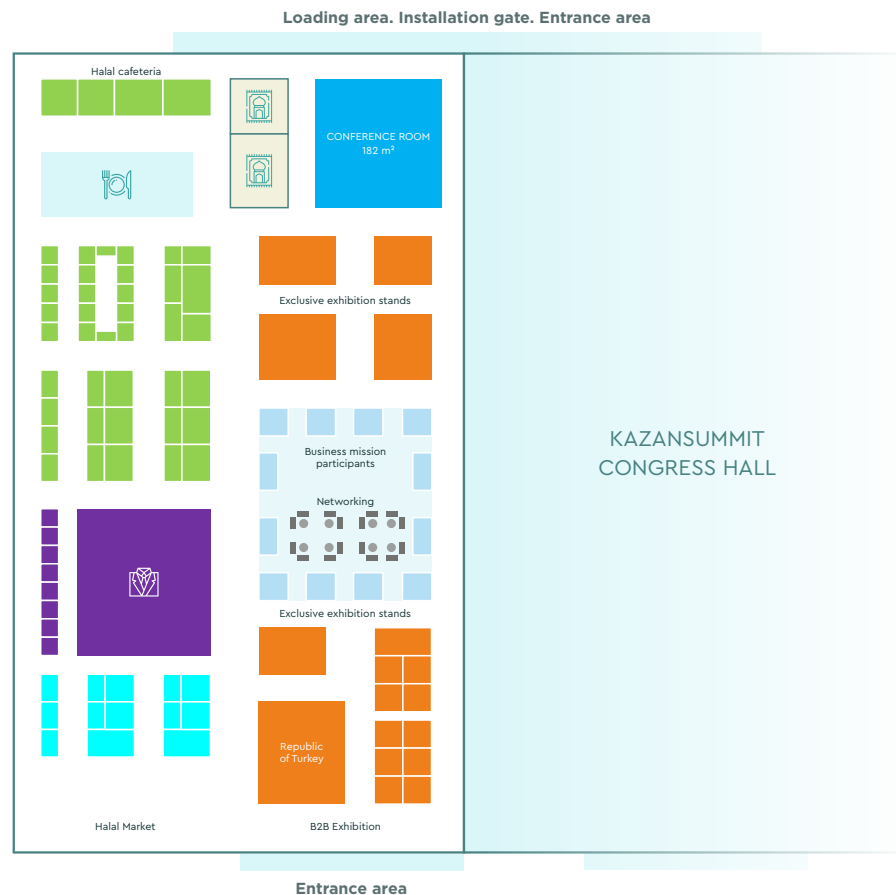 Loading area. Installation gate. Entrance area
Halal cafeteria
CONFERENCE ROOM
182 m²
Exclusive exhibition stands
Business mission
participants
Networking
KAZANSUMMIT
CONGRESS HALL
Exclusive exhibition stands
Republic
of Turkey
Halal Market
B2B Exhibition
Entrance area